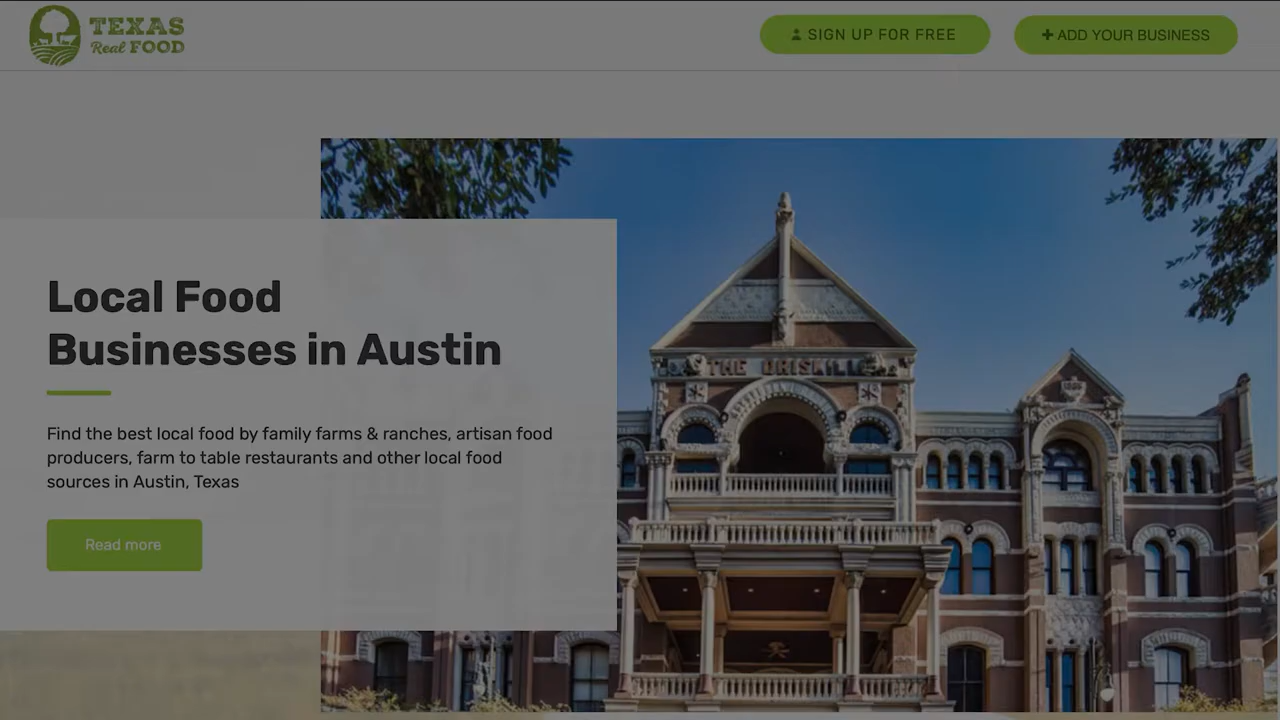 TEXAS
Real FOOD
SIGN UP FOR FREE
ADD YOUR BUSINESS
THE DRISKILL
Local Food
Businesses in Austin
Find the best local food by family farms & ranches, artisan food
producers, farm to table restaurants and other local food
sources in Austin, Texas
Read more